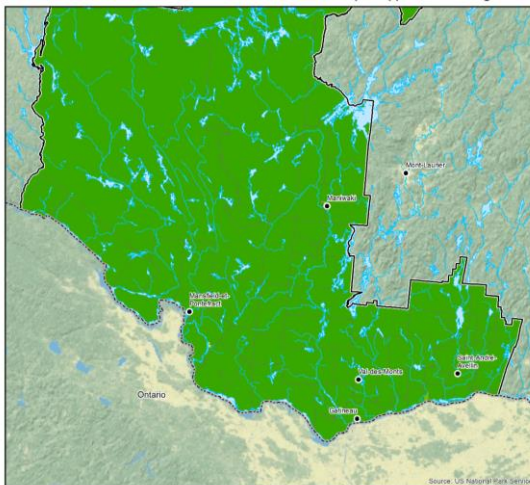 Mont-Laurier
Maniwaki
Mansfield-et-
Pontefract
Saint-André-
Avellin
Val-des-Monts
Ontario
Gatineau
Source: US National Park Service